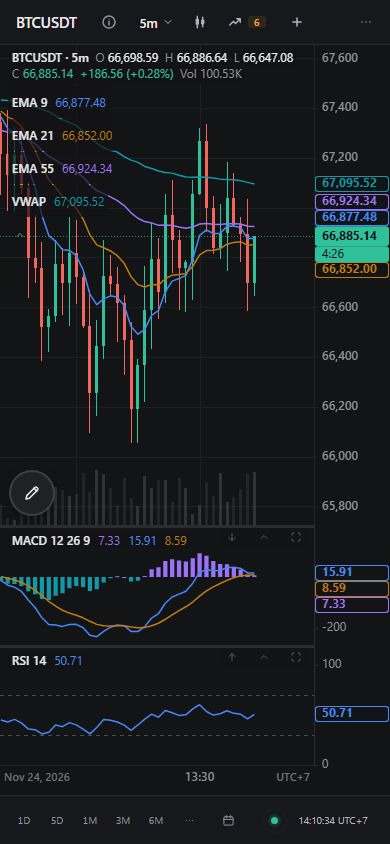 BTCUSDT 5m 6
BTCUSDT · 5m O 66,698.59 H 66,886.64 L 66,647.08
C 66,885.14 +186.56 (+0.28%) Vol 100.53K
EMA 9 66,877.48
EMA 21 66,852.00
EMA 55 66,924.34
VWAP 67,095.52
67,600
67,400
67,200
67,095.52
66,924.34
66,877.48
66,885.14
4:26
66,852.00
66,600
66,400
66,200
66,000
65,800
MACD 12 26 9 7.33 15.91 8.59
15.91
8.59
7.33
-200
RSI 14 50.71
100
50.71
0
Nov 24, 2026 13:30 UTC+7
1D 5D 1M 3M 6M 14:10:34 UTC+7